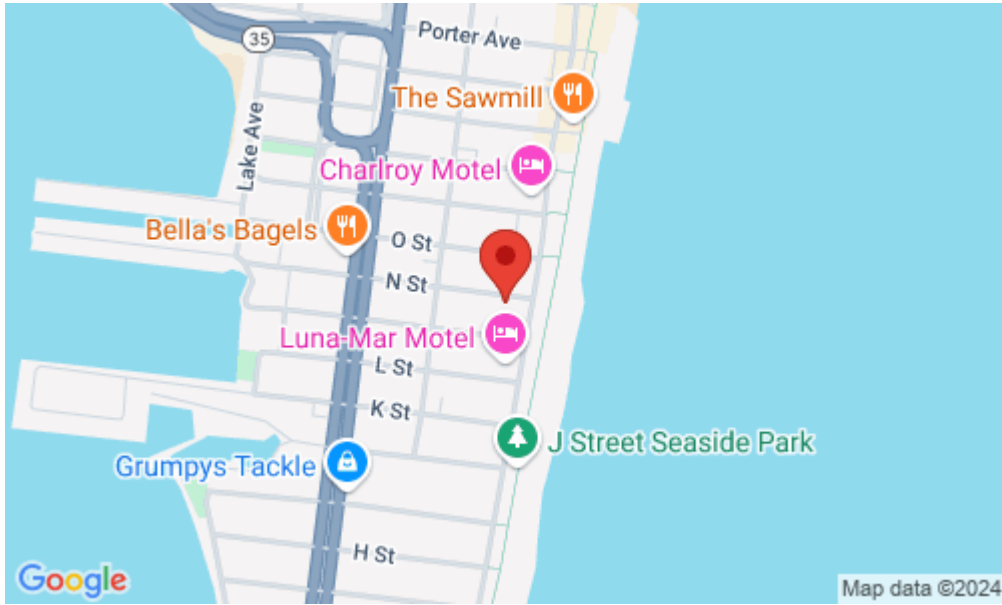 Porter Ave
35
The Sawmill
Lake Ave
Charlroy Motel
Bella's Bagels
O St
N St
Luna-Mar Motel
L St
K St
J Street Seaside Park
Grumpys Tackle
H St
Google
Map data ©2024